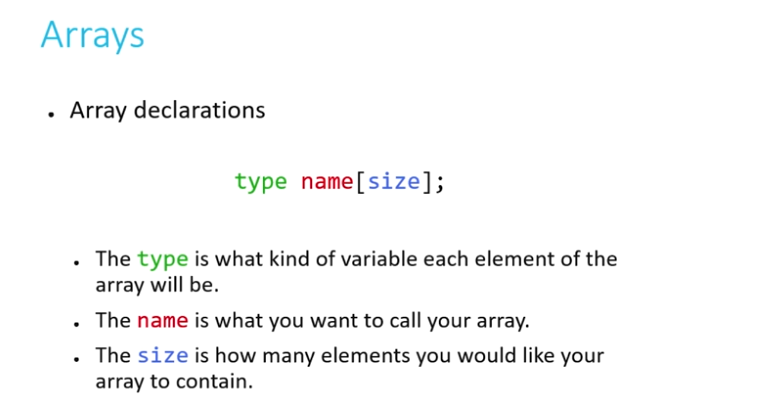 Arrays
• Array declarations
type name[size];
• The type is what kind of variable each element of the
array will be.
• The name is what you want to call your array.
• The size is how many elements you would like your
array to contain.